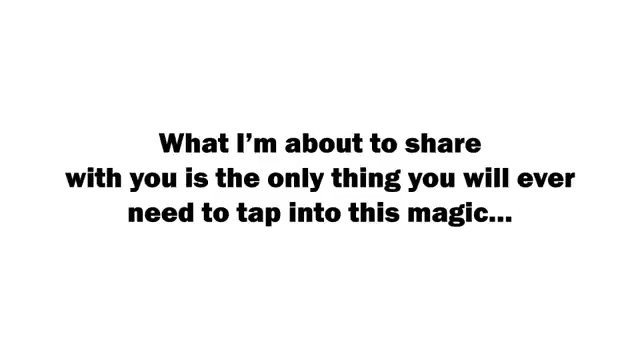 What I’m about to share
with you is the only thing you will ever
need to tap into this magic...